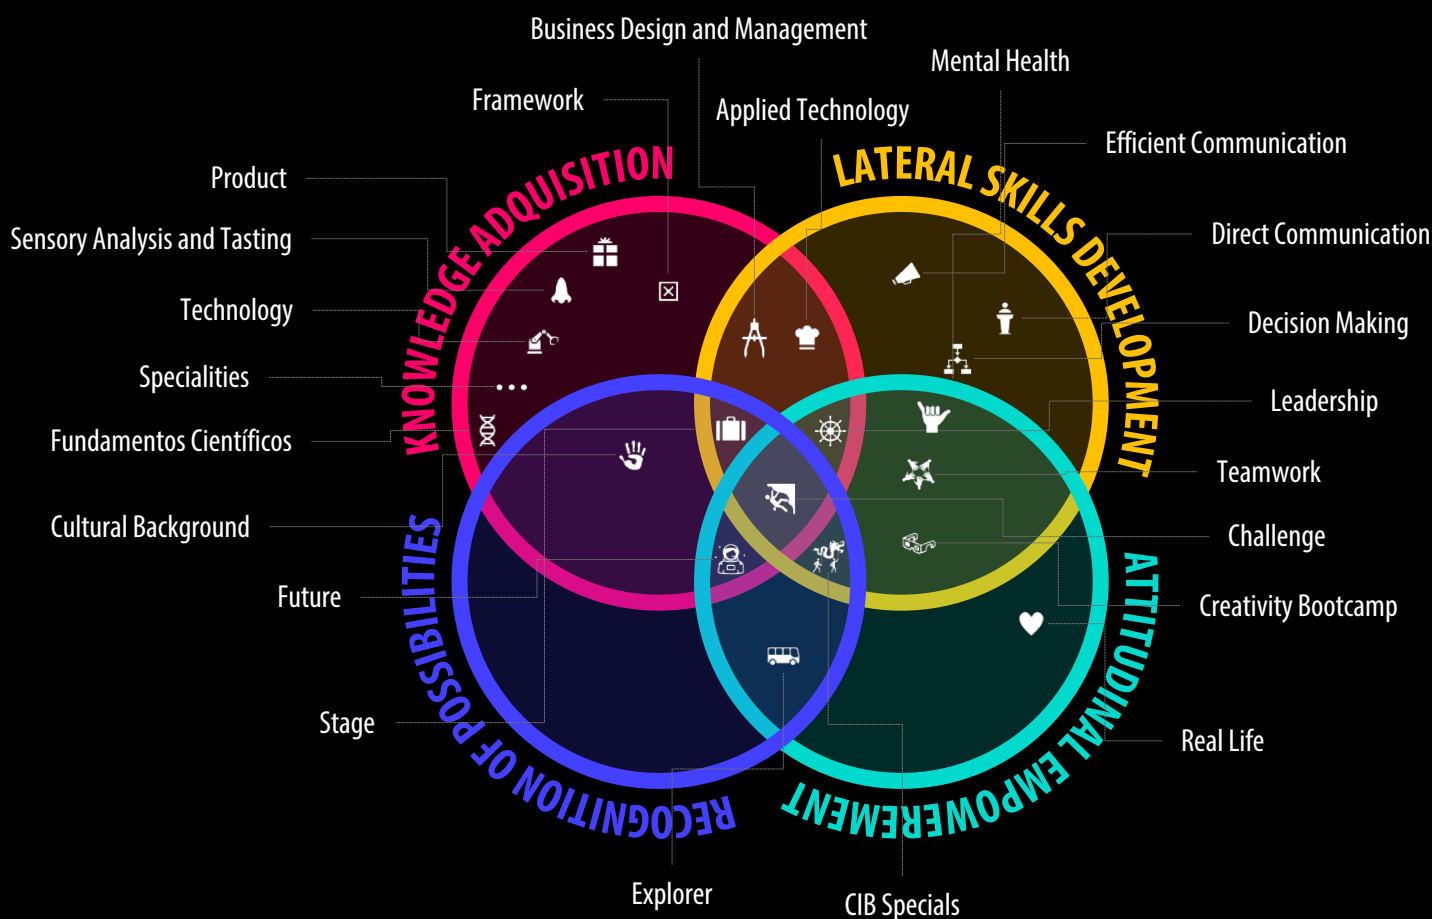 Business Design and Management
Mental Health
Framework
Applied Technology
Efficient Communication
KNOWLEDGE ADQUISITION
LATERAL SKILLS DEVELOPMENT
Product
Sensory Analysis and Tasting
Direct Communication
Technology
Decision Making
Specialities
Leadership
Fundamentos Científicos
Teamwork
Cultural Background
Challenge
Future
Creativity Bootcamp
RECOGNITION OF POSSIBILITIES
ATTITUDINAL EMPOWEREMENT
Stage
Real Life
Explorer
CIB Specials